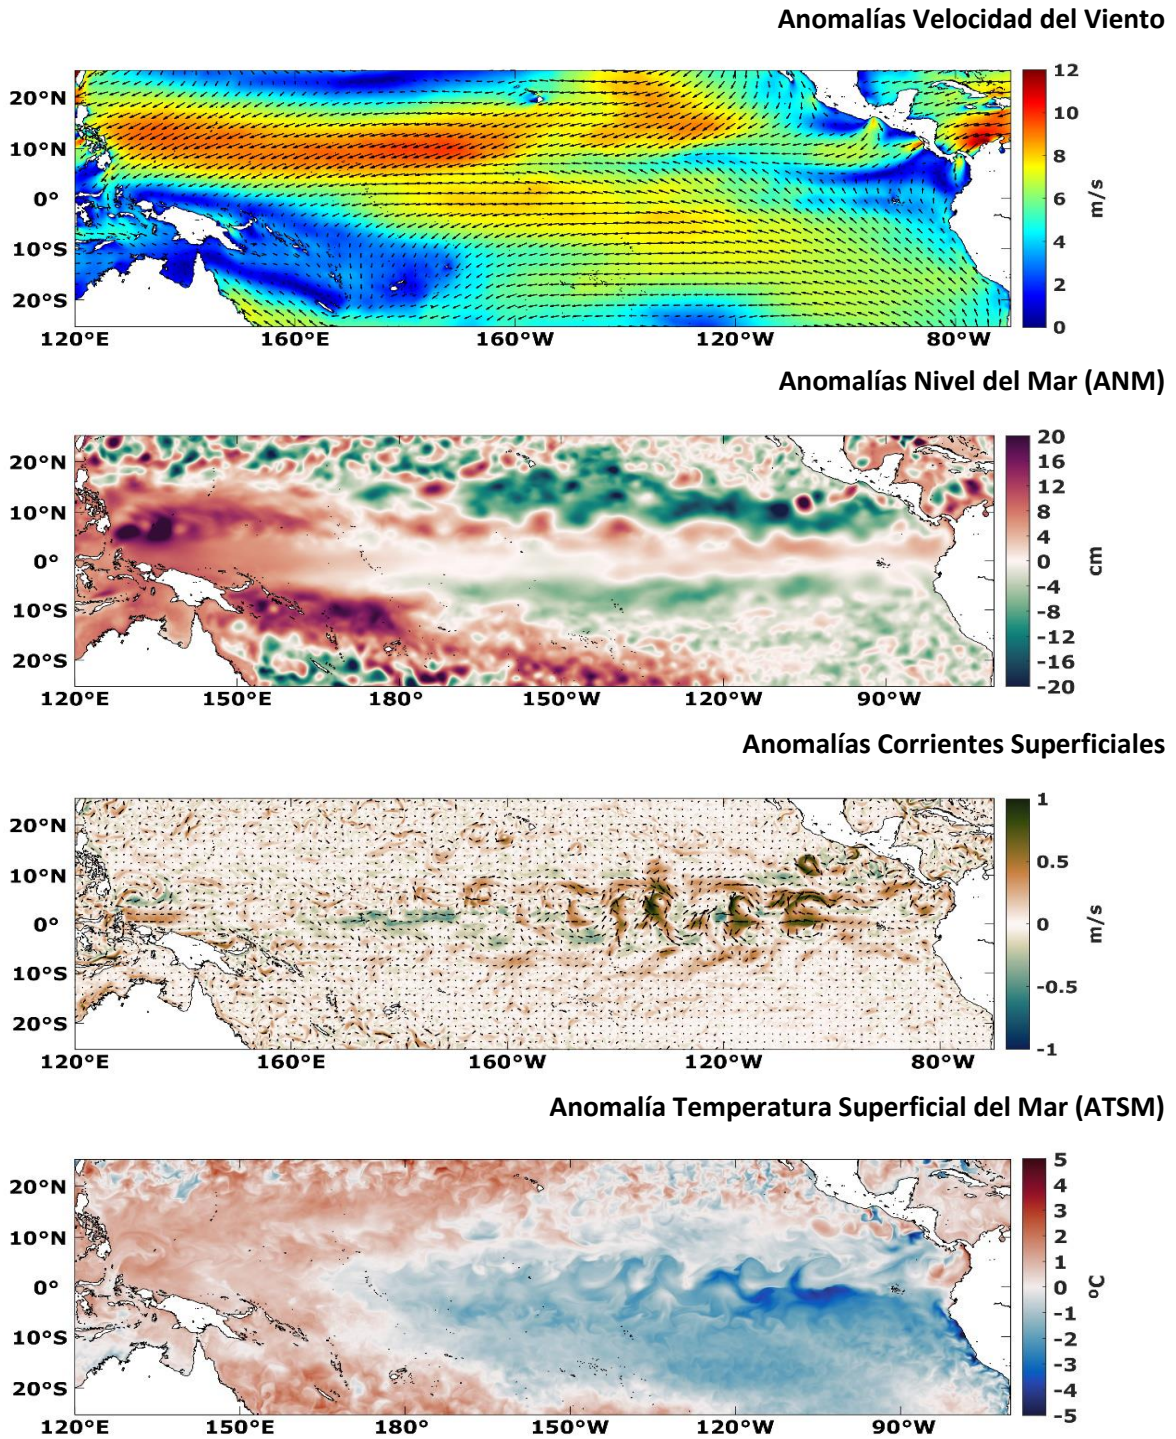 Anomalías Velocidad del Viento
20°N
10°N
0°
10°S
20°S
120°E
160°E
160°W
120°W
80°W
12
10
8
6
4
2
0
m/s
Anomalías Nivel del Mar (ANM)
20°N
10°N
0°
10°S
20°S
120°E
150°E
180
150°W
120°W
90°W
20
16
12
8
4
0
-4
-8
-12
-16
-20
cm
Anomalías Corrientes Superficiales
20°N
10°N
0°
10°S
20°S
120°E
160°E
160°W
120°W
80°W
1
0.5
0
-0.5
-1
m/s
Anomalía Temperatura Superficial del Mar (ATSM)
20°N
10°N
0°
10°S
20°S
120°E
150°E
180°
150°W
120°W
90°W
5
4
3
2
1
0
-1
-2
-3
-4
-5
ºC